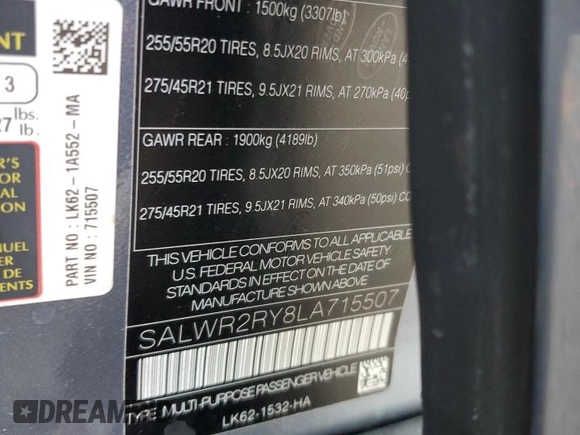 ENT
3
27 lbs.
lb.
PART NO : LK62 - 1A552 - MA
VIN NO : 715507
GAWR FRONT : 1500kg (3307lb)
255/55R20 TIRES, 8.5JX20 RIMS, AT 300kPa
275/45R21 TIRES, 9.5JX21 RIMS, AT 270kPa (40p
GAWR REAR : 1900kg (4189lb)
255/55R20 TIRES, 8.5JX20 RIMS, AT 350kPa (51psi) C
275/45R21 TIRES, 9.5JX21 RIMS, AT 340kPa (50psi) CO
THIS VEHICLE CONFORMS TO ALL APPLICABLE
U.S. FEDERAL MOTOR VEHICLE SAFETY
STANDARDS IN EFFECT ON THE DATE OF
MANUFACTURE SHOWN ABOVE
SALWR2RY8LA715507
TYPE: MULTI-PURPOSE PASSENGER VEHICLE
LK62-1532-HA